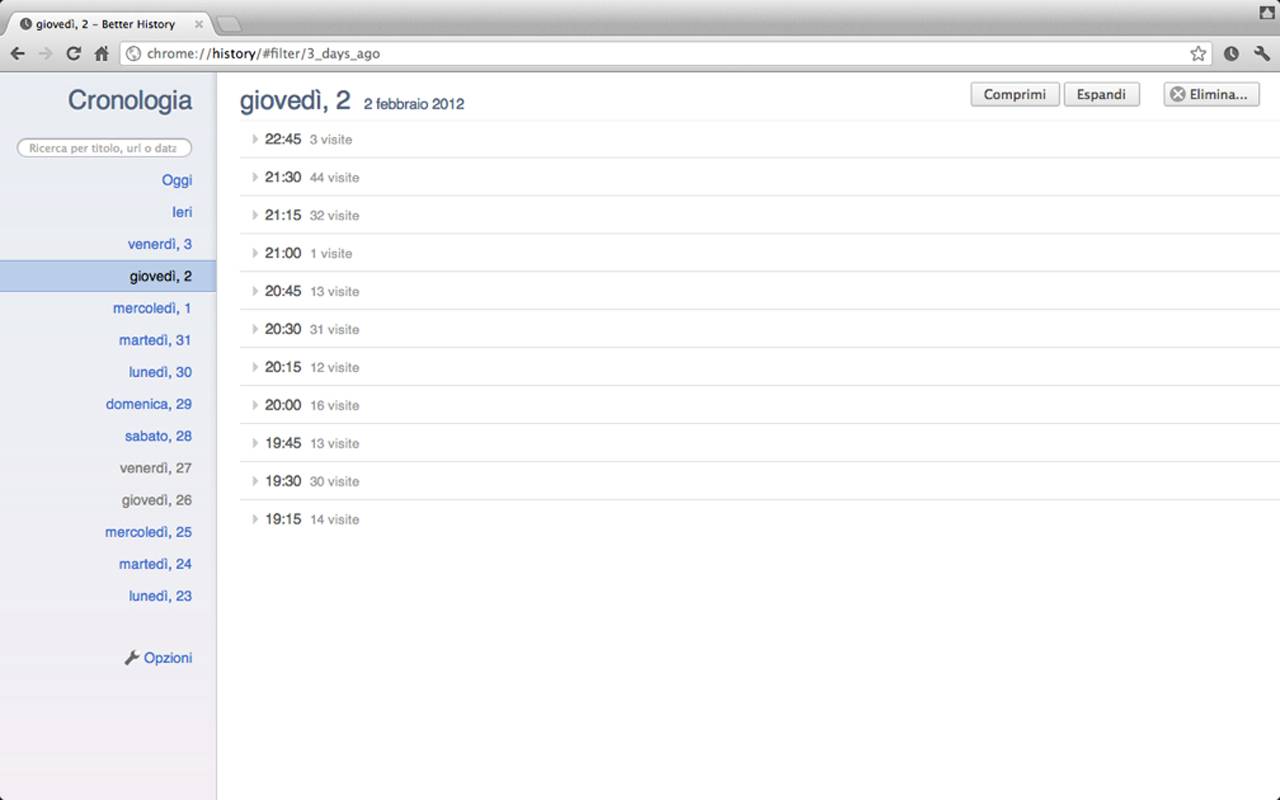 giovedì, 2 – Better History
chrome://history/#filter/3_days_ago
Cronologia
Ricerca per titolo, url o data
Oggi
Ieri
venerdì, 3
giovedì, 2
mercoledì, 1
martedì, 31
lunedì, 30
domenica, 29
sabato, 28
venerdì, 27
giovedì, 26
mercoledì, 25
martedì, 24
lunedì, 23
Opzioni
giovedì, 2 2 febbraio 2012
Comprimi Espandi Elimina...
22:45 3 visite
21:30 44 visite
21:15 32 visite
21:00 1 visite
20:45 13 visite
20:30 31 visite
20:15 12 visite
20:00 16 visite
19:45 13 visite
19:30 30 visite
19:15 14 visite